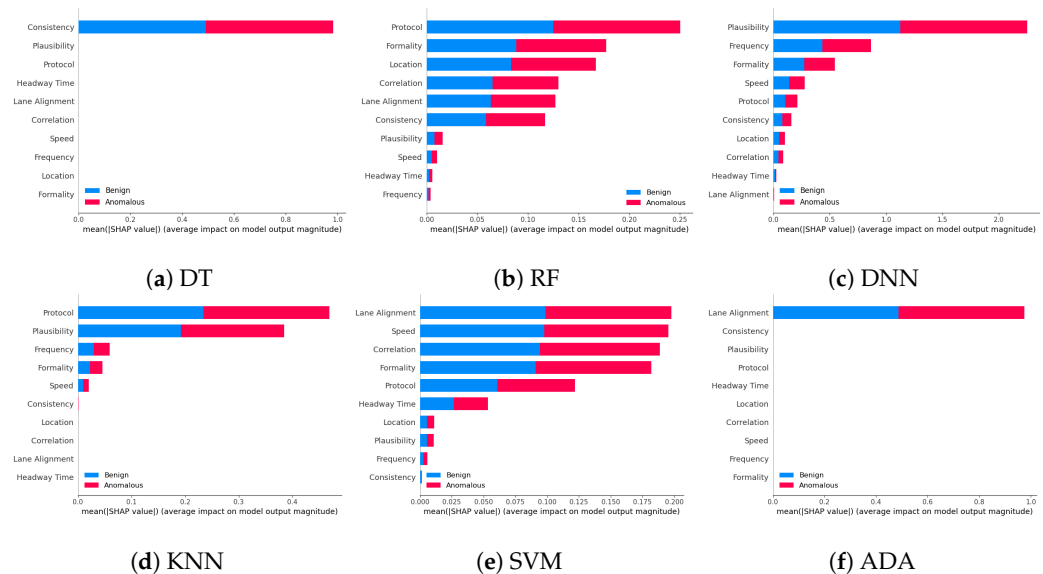 Consistency
Plausibility
Protocol
Headway Time
Lane Alignment
Correlation
Speed
Frequency
Location
Formality
Benign
Anomalous
0.0 0.2 0.4 0.6 0.8 1.0
mean(|SHAP value|) (average impact on model output magnitude)
(a) DT
Protocol
Formality
Location
Correlation
Lane Alignment
Consistency
Plausibility
Speed
Headway Time
Frequency
Benign
Anomalous
0.00 0.05 0.10 0.15 0.20 0.25
mean(|SHAP value|) (average impact on model output magnitude)
(b) RF
Plausibility
Frequency
Formality
Speed
Protocol
Consistency
Location
Correlation
Headway Time
Lane Alignment
Benign
Anomalous
0.0 0.5 1.0 1.5 2.0
mean(|SHAP value|) (average impact on model output magnitude)
(c) DNN
Protocol
Plausibility
Frequency
Formality
Speed
Consistency
Location
Correlation
Lane Alignment
Headway Time
Benign
Anomalous
0.0 0.1 0.2 0.3 0.4
mean(|SHAP value|) (average impact on model output magnitude)
(d) KNN
Lane Alignment
Speed
Correlation
Formality
Protocol
Headway Time
Location
Plausibility
Frequency
Consistency
Benign
Anomalous
0.000 0.025 0.050 0.075 0.100 0.125 0.150 0.175 0.200
mean(|SHAP value|) (average impact on model output magnitude)
(e) SVM
Lane Alignment
Consistency
Plausibility
Protocol
Headway Time
Location
Correlation
Speed
Frequency
Formality
Benign
Anomalous
0.0 0.2 0.4 0.6 0.8 1.0
mean(|SHAP value|) (average impact on model output magnitude)
(f) ADA